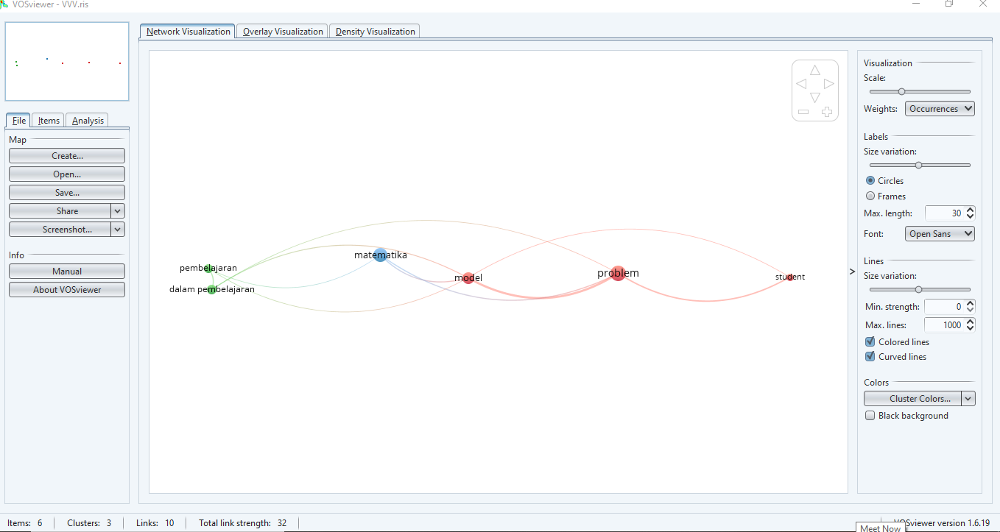 VOSviewer - VVV.ris
Network Visualization Overlay Visualization Density Visualization
File Items Analysis
Map
Create...
Open...
Save...
Share
Screenshot...
Info
Manual
About VOSviewer
matematika
pembelajaran
dalam pembelajaran
model
problem
student
>
Visualization
Scale:
Weights: Occurrences
Labels
Size variation:
Circles
Frames
Max. length: 30
Font: Open Sans
Lines
Size variation:
Min. strength: 0
Max. lines: 1000
Colored lines
Curved lines
Colors
Cluster Colors...
Black background
Items: 6 Clusters: 3 Links: 10 Total link strength: 32 VOSviewer version 1.6.19
Meet Now